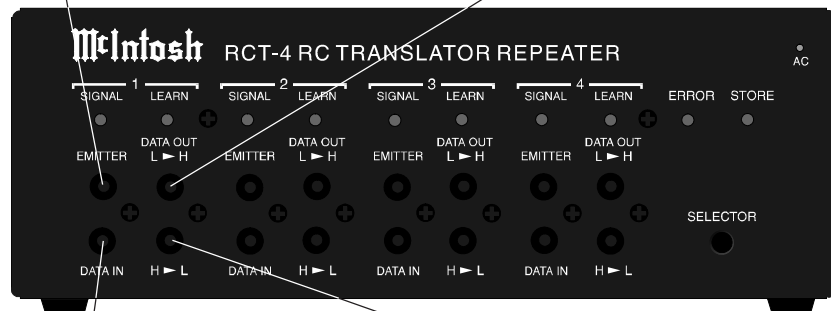 McIntosh RCT-4 RC TRANSLATOR REPEATER
AC
1 2 3 4
SIGNAL LEARN SIGNAL LEARN SIGNAL LEARN SIGNAL LEARN ERROR STORE
DATA OUT DATA OUT DATA OUT DATA OUT
EMITTER L ► H EMITTER L ► H EMITTER L ► H EMITTER L ► H
SELECTOR
DATA IN H ► L DATA IN H ► L DATA IN H ► L DATA IN H ► L